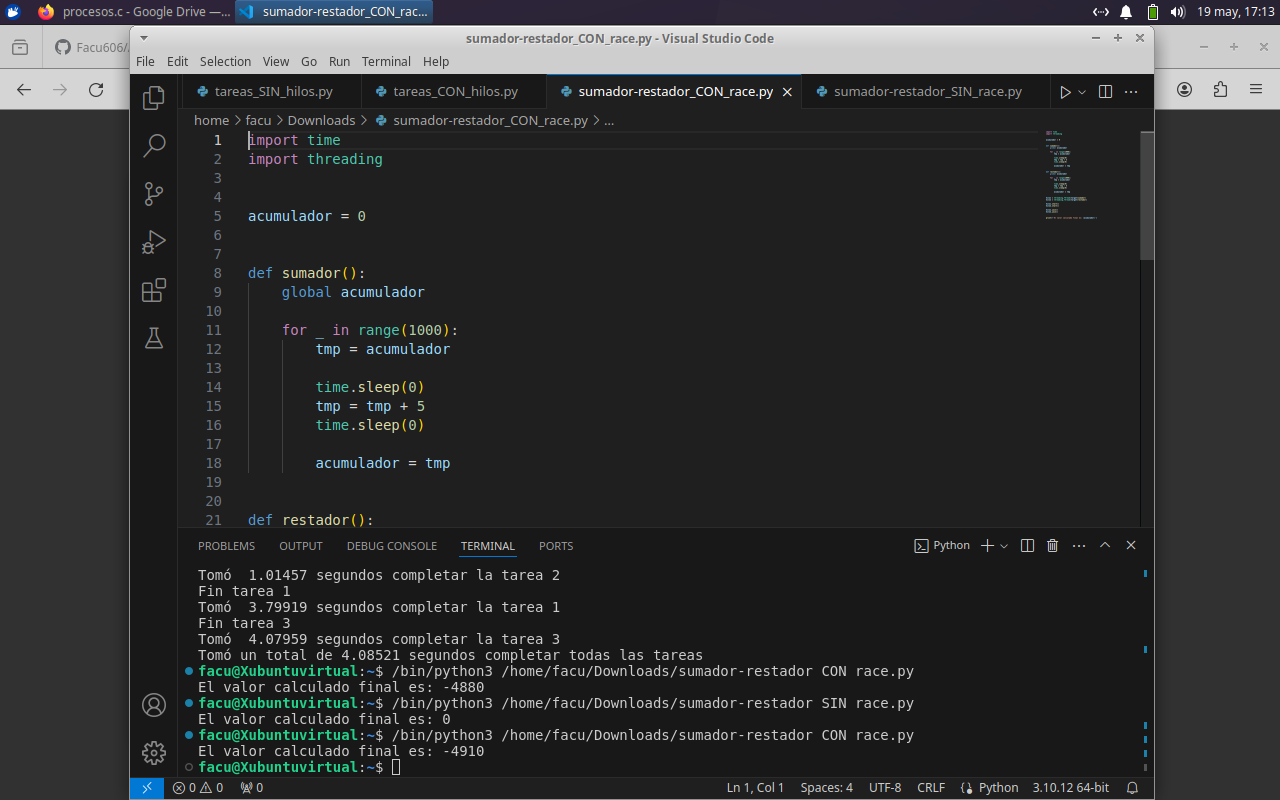 procesos.c - Google Drive —...
sumador-restador_CON_rac...
19 may, 17:13
Facu606/
sumador-restador_CON_race.py - Visual Studio Code
File Edit Selection View Go Run Terminal Help
tareas_SIN_hilos.py
tareas_CON_hilos.py
sumador-restador_CON_race.py
sumador-restador_SIN_race.py
home > facu > Downloads > sumador-restador_CON_race.py > ...
1 import time
2 import threading
3
4
5 acumulador = 0
6
7
8 def sumador():
9 global acumulador
10
11 for _ in range(1000):
12 tmp = acumulador
13
14 time.sleep(0)
15 tmp = tmp + 5
16 time.sleep(0)
17
18 acumulador = tmp
19
20
21 def restador():
PROBLEMS OUTPUT DEBUG CONSOLE TERMINAL PORTS
Python
Tomó  1.01457 segundos completar la tarea 2
Fin tarea 1
Tomó  3.79919 segundos completar la tarea 1
Fin tarea 3
Tomó  4.07959 segundos completar la tarea 3
Tomó un total de 4.08521 segundos completar todas las tareas
facu@Xubuntuvirtual:~$ /bin/python3 /home/facu/Downloads/sumador-restador CON race.py
El valor calculado final es: -4880
facu@Xubuntuvirtual:~$ /bin/python3 /home/facu/Downloads/sumador-restador SIN race.py
El valor calculado final es: 0
facu@Xubuntuvirtual:~$ /bin/python3 /home/facu/Downloads/sumador-restador CON race.py
El valor calculado final es: -4910
facu@Xubuntuvirtual:~$
0 0 0 Ln 1, Col 1 Spaces: 4 UTF-8 CRLF Python 3.10.12 64-bit